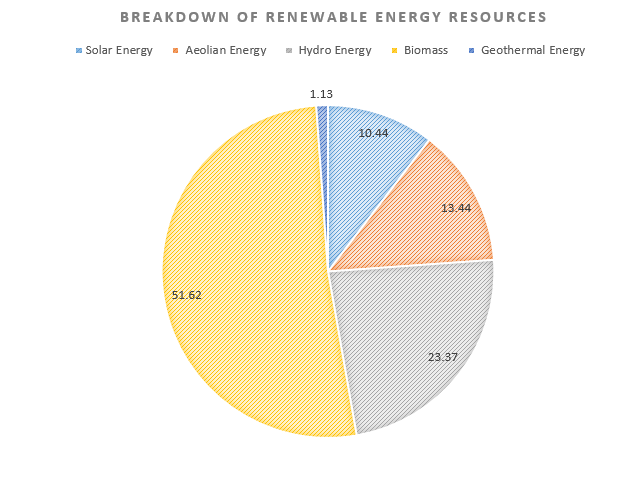 BREAKDOWN OF RENEWABLE ENERGY RESOURCES
Solar Energy Aeolian Energy Hydro Energy Biomass Geothermal Energy
1.13
10.44
13.44
51.62
23.37